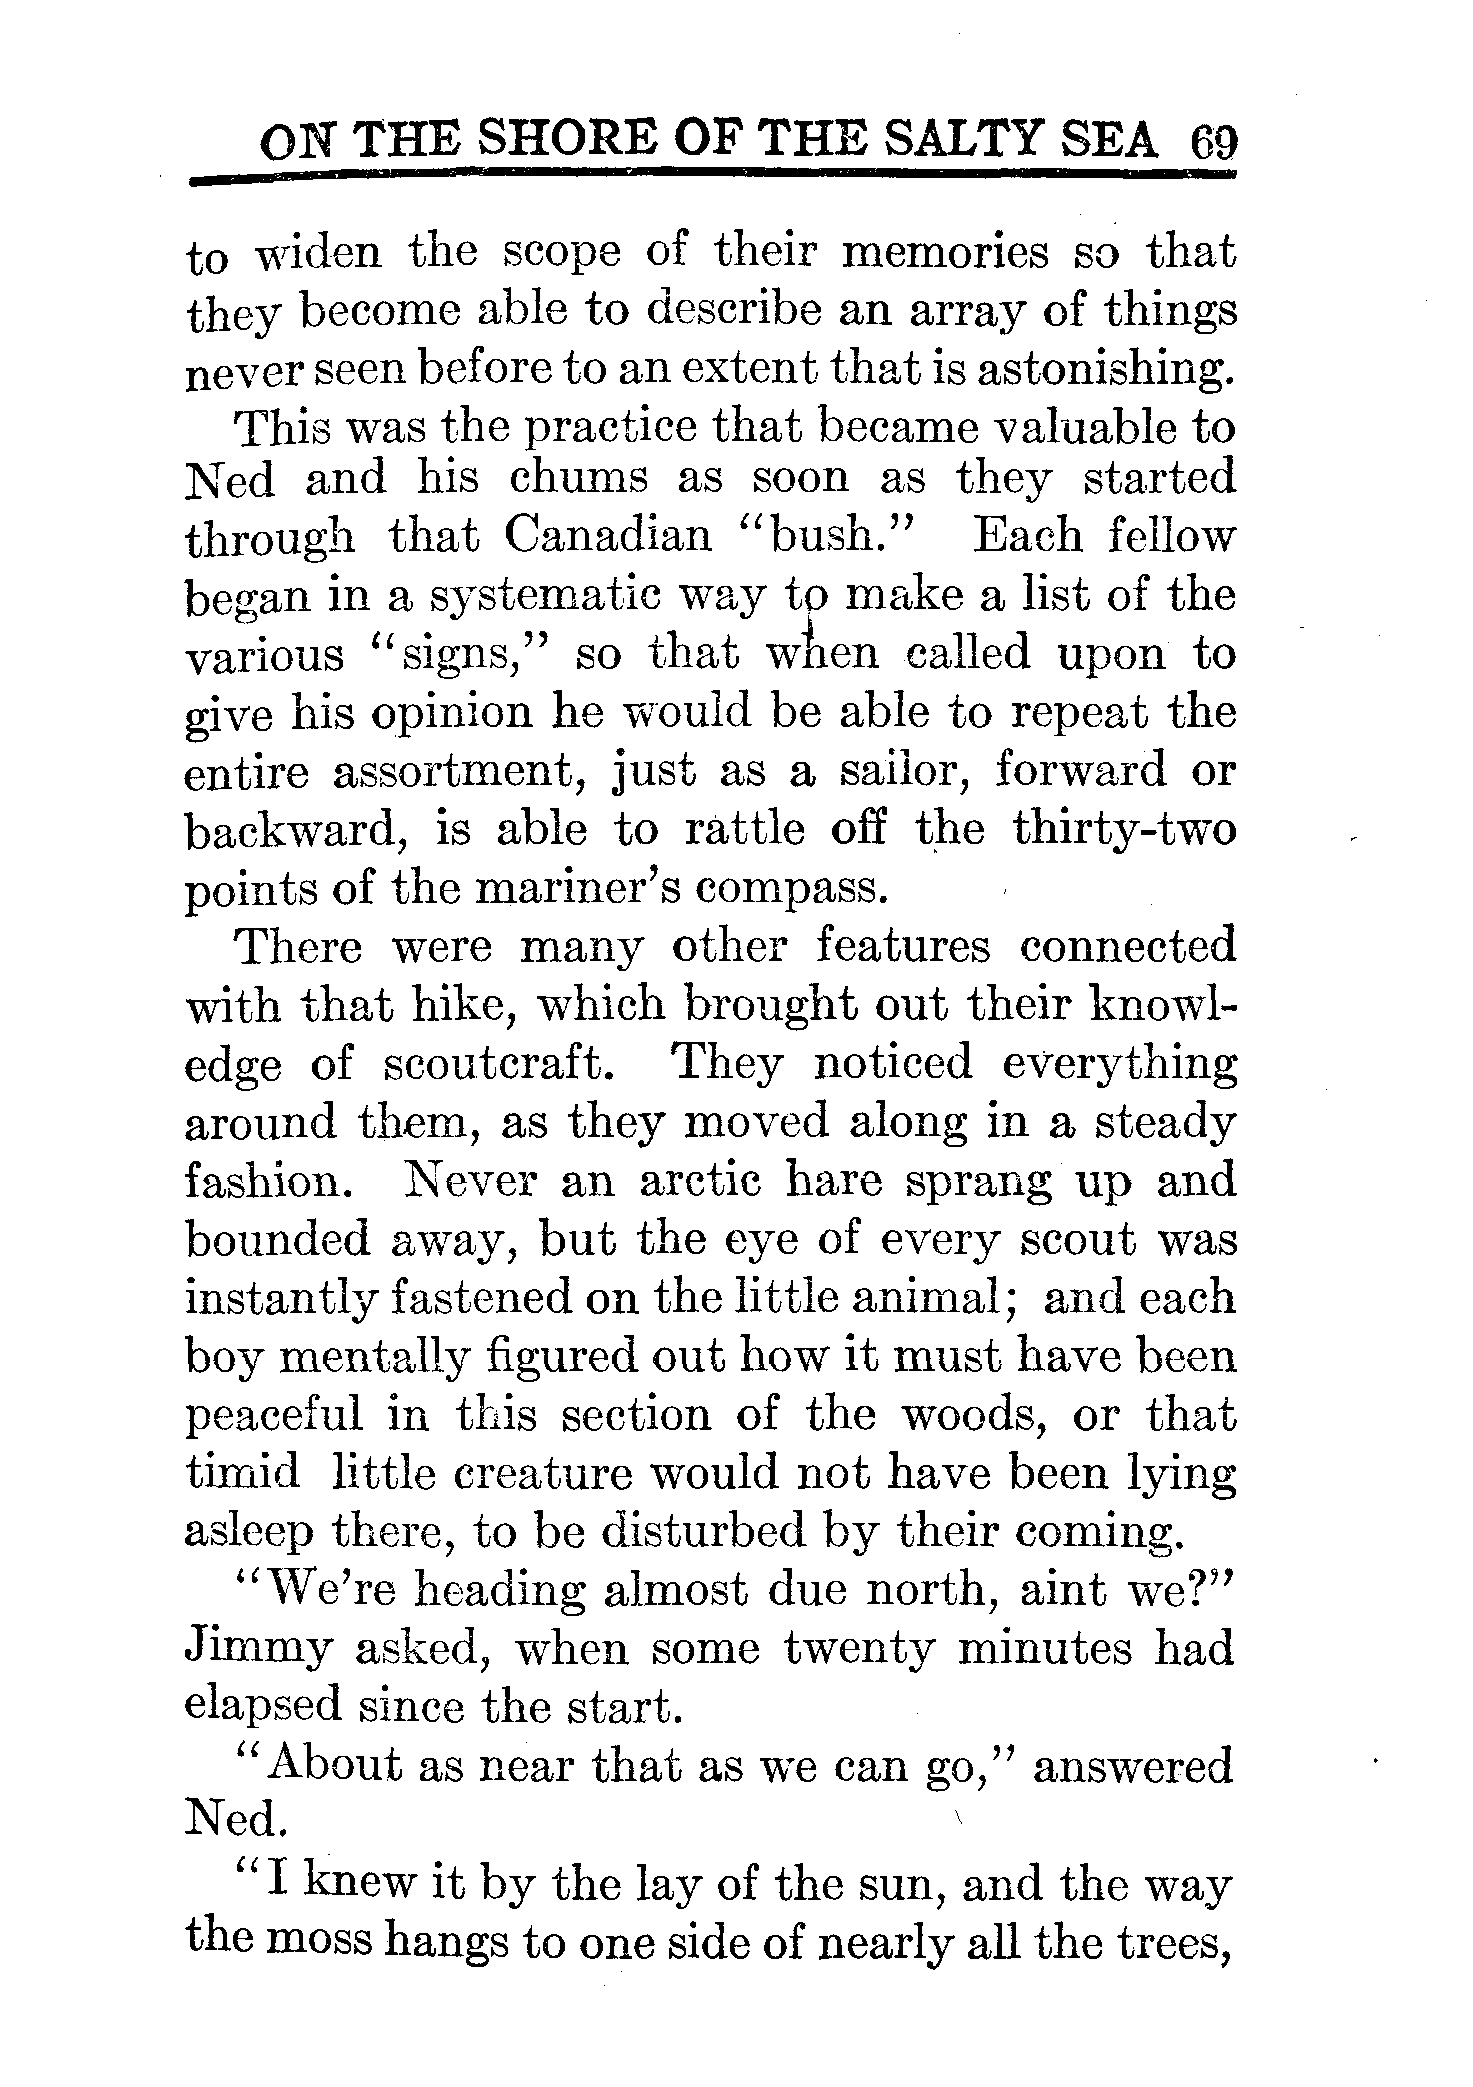 ON THE SHORE OF THE SALTY SEA 69
to widen the scope of their memories so that
they become able to describe an array of things
never seen before to an extent that is astonishing.
This was the practice that became valuable to
Ned and his chums as soon as they started
through that Canadian "bush." Each fellow
began in a systematic way to make a list of the
various "signs," so that when called upon to
give his opinion he would be able to repeat the
entire assortment, just as a sailor, forward or
backward, is able to rattle off the thirty-two
points of the mariner's compass.
There were many other features connected
with that hike, which brought out their knowl-
edge of scoutcraft. They noticed everything
around them, as they moved along in a steady
fashion. Never an arctic hare sprang up and
bounded away, but the eye of every scout was
instantly fastened on the little animal; and each
boy mentally figured out how it must have been
peaceful in this section of the woods, or that
timid little creature would not have been lying
asleep there, to be disturbed by their coming.
"We're heading almost due north, aint we?"
Jimmy asked, when some twenty minutes had
elapsed since the start.
"About as near that as we can go," answered
Ned.
"I knew it by the lay of the sun, and the way
the moss hangs to one side of nearly all the trees,